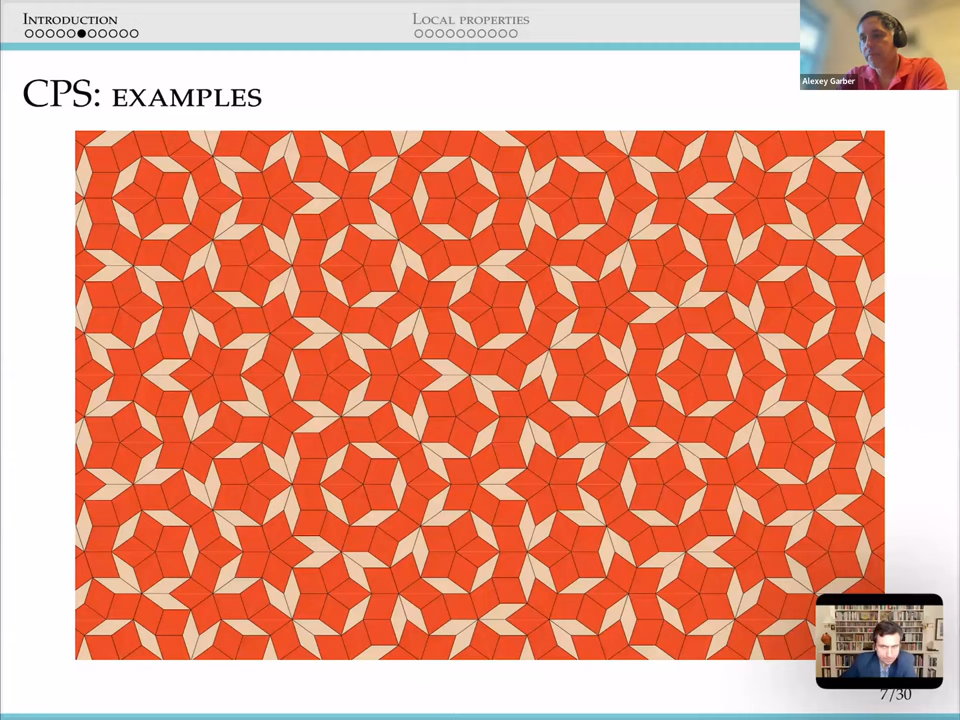 Introduction
Local properties
Alexey Garber
CPS: examples
7/30